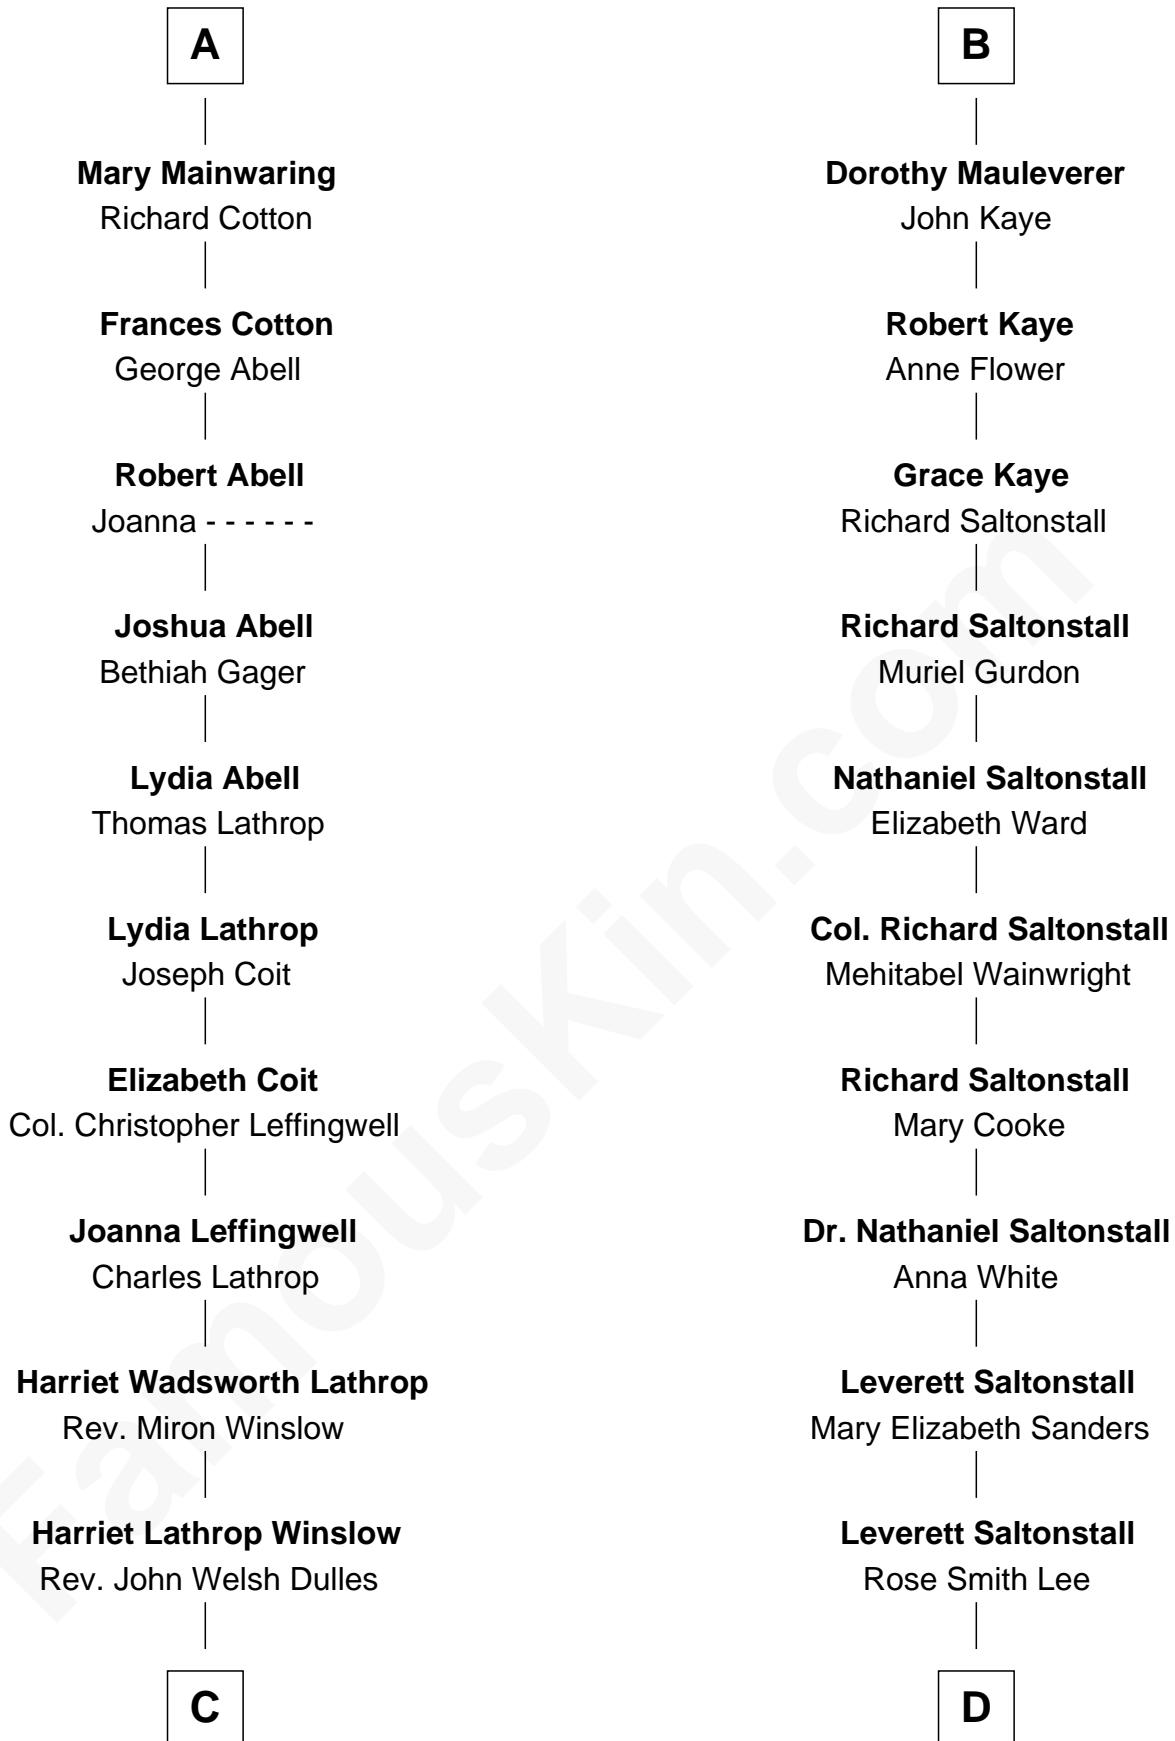 A
Mary Mainwaring
Richard Cotton
Frances Cotton
George Abell
Robert Abell
Joanna - - - - - -
Joshua Abell
Bethiah Gager
Lydia Abell
Thomas Lathrop
Lydia Lathrop
Joseph Coit
Elizabeth Coit
Col. Christopher Leffingwell
Joanna Leffingwell
Charles Lathrop
Harriet Wadsworth Lathrop
Rev. Miron Winslow
Harriet Lathrop Winslow
Rev. John Welsh Dulles
C
B
Dorothy Mauleverer
John Kaye
Robert Kaye
Anne Flower
Grace Kaye
Richard Saltonstall
Richard Saltonstall
Muriel Gurdon
Nathaniel Saltonstall
Elizabeth Ward
Col. Richard Saltonstall
Mehitabel Wainwright
Richard Saltonstall
Mary Cooke
Dr. Nathaniel Saltonstall
Anna White
Leverett Saltonstall
Mary Elizabeth Sanders
Leverett Saltonstall
Rose Smith Lee
D
FamousKin.com